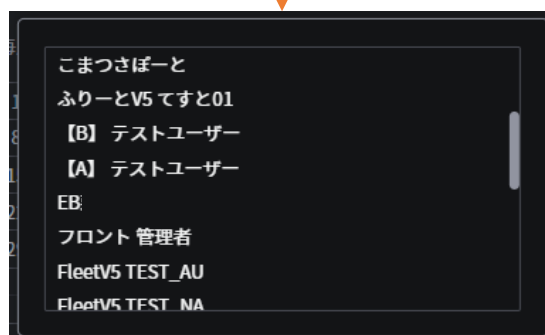 こまつさぽーと
ふりーとV5 てすと01
【B】 テストユーザー
【A】 テストユーザー
EB
フロント 管理者
FleetV5 TEST_AU
FleetV5 TEST_NA